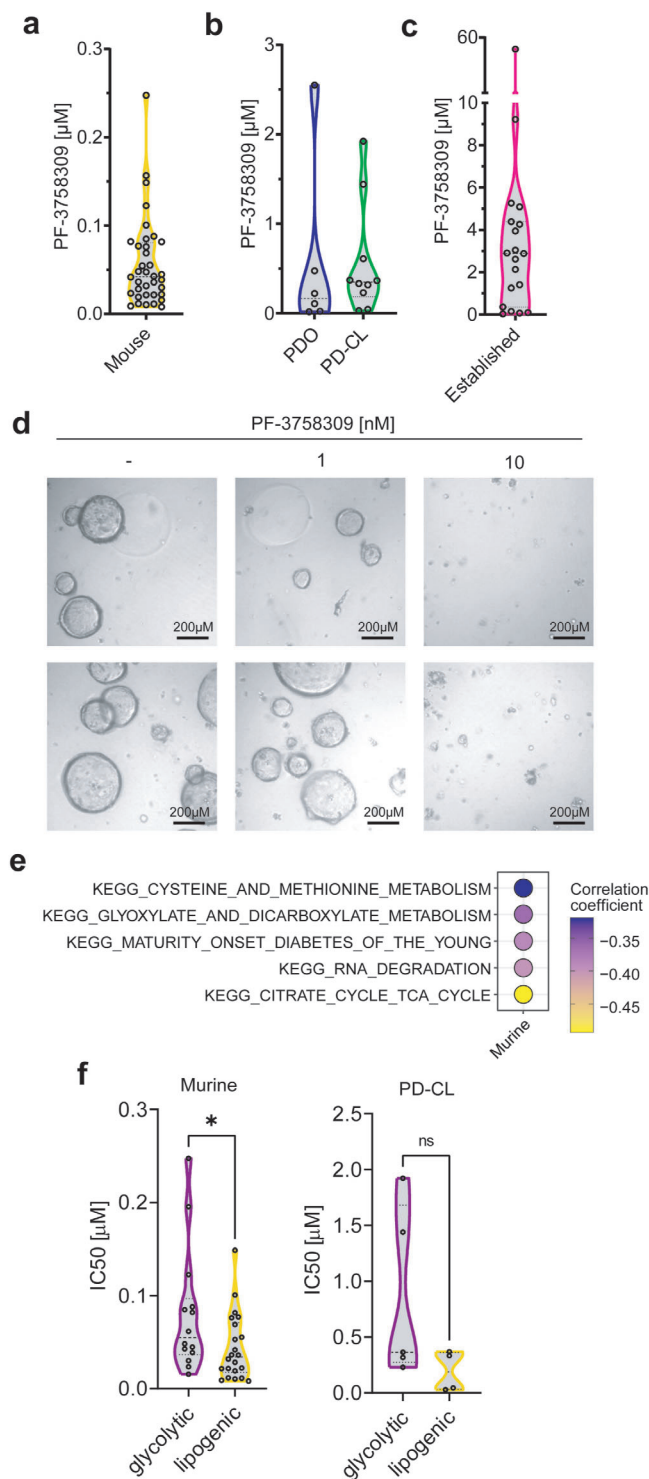 a
b
c
0.3
0.2
0.1
0.0
PF-3758309 [µM]
Mouse
3
2
1
0
PF-3758309 [µM]
PDO
PD-CL
60
10
8
6
4
2
0
PF-3758309 [µM]
Established
d
PF-3758309 [nM]
- 1 10
200µM 200µM 200µM
200µM 200µM 200µM
e
KEGG_CYSTEINE_AND_METHIONINE_METABOLISM
KEGG_GLYOXYLATE_AND_DICARBOXYLATE_METABOLISM
KEGG_MATURITY_ONSET_DIABETES_OF_THE_YOUNG
KEGG_RNA_DEGRADATION
KEGG_CITRATE_CYCLE_TCA_CYCLE
Murine
Correlation
coefficient
−0.35
−0.40
−0.45
f
Murine
0.3
0.2
0.1
0.0
IC50 [µM]
*
glycolytic
lipogenic
PD-CL
2.5
2.0
1.5
1.0
0.5
0.0
IC50 [µM]
ns
glycolytic
lipogenic